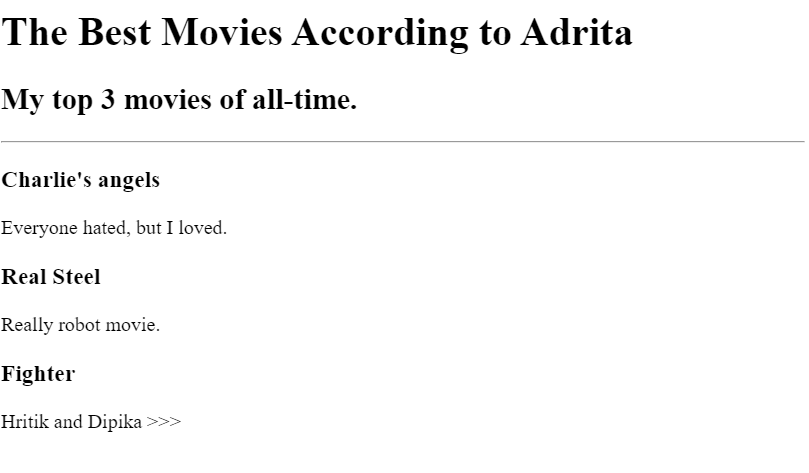 The Best Movies According to Adrita
My top 3 movies of all-time.
Charlie's angels
Everyone hated, but I loved.
Real Steel
Really robot movie.
Fighter
Hritik and Dipika >>>